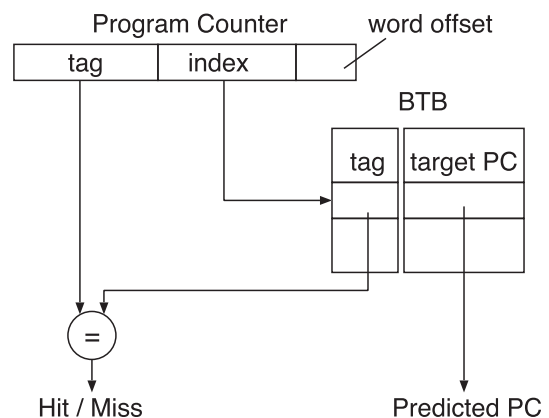 Program Counter
word offset
tag
index
BTB
tag
target PC
=
Hit / Miss
Predicted PC